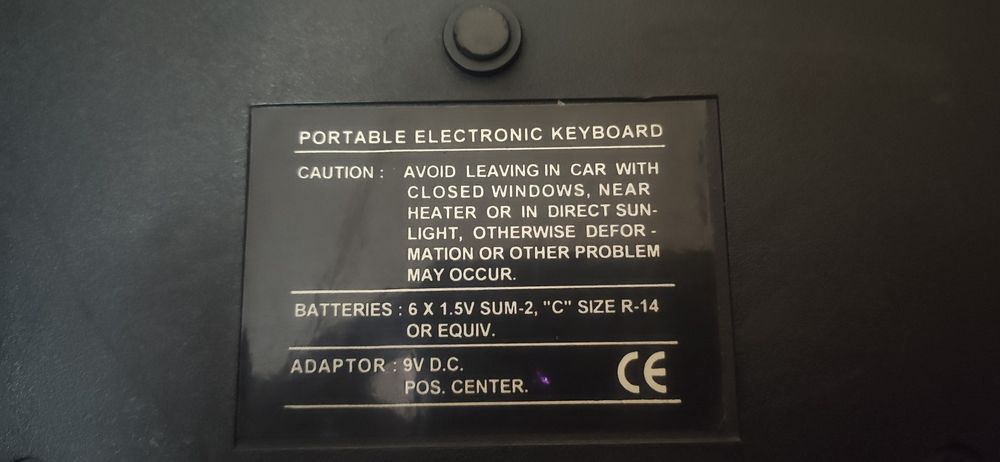 PORTABLE ELECTRONIC KEYBOARD
CAUTION : AVOID LEAVING IN CAR WITH
CLOSED WINDOWS, NEAR
HEATER OR IN DIRECT SUN-
LIGHT, OTHERWISE DEFOR -
MATION OR OTHER PROBLEM
MAY OCCUR.
BATTERIES : 6 X 1.5V SUM-2, "C" SIZE R-14
OR EQUIV.
ADAPTOR : 9V D.C.
POS. CENTER.
CE